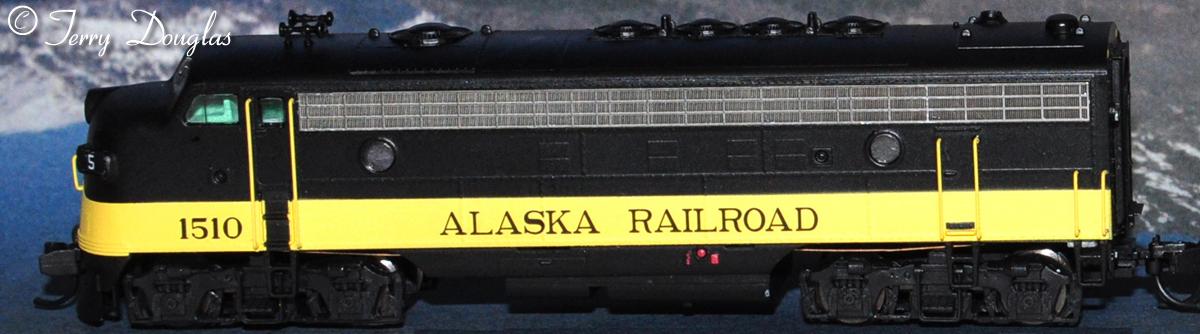 © Terry Douglas
5
1510 ALASKA RAILROAD